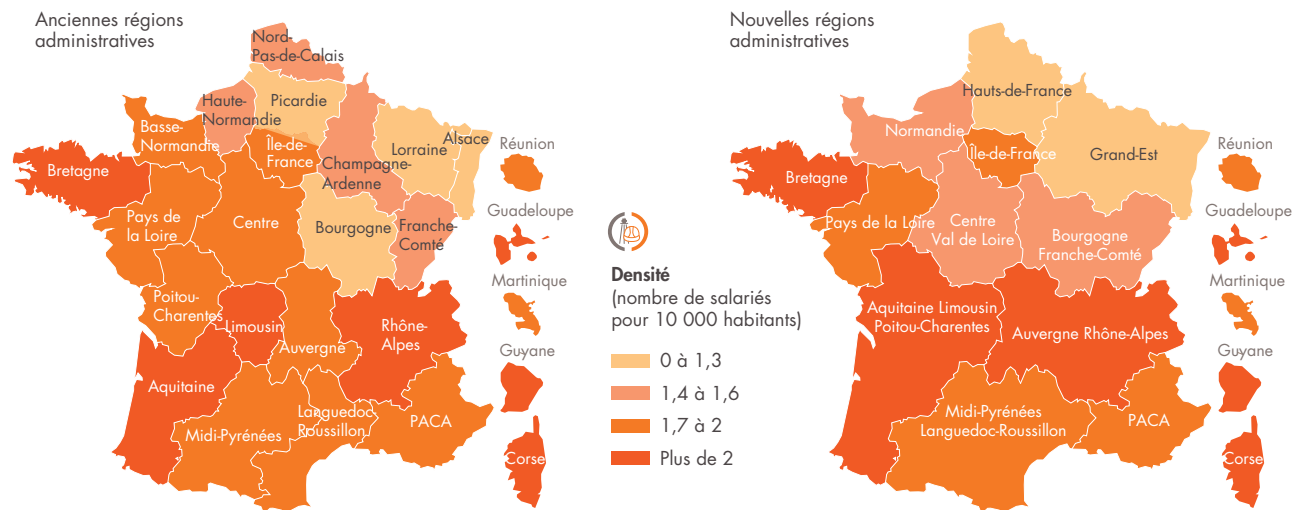 Anciennes régions
administratives
Nord-
Pas-de-Calais
Haute-
Normandie
Picardie
Basse-
Normandie
Île-de-
France
Champagne-
Ardenne
Lorraine
Alsace
Bretagne
Pays de
la Loire
Centre
Bourgogne
Franche-
Comté
Poitou-
Charentes
Limousin
Auvergne
Rhône-
Alpes
Aquitaine
Midi-Pyrénées
Languedoc-
Roussillon
PACA
Réunion
Guadeloupe
Martinique
Guyane
Corse
Densité
(nombre de salariés
pour 10 000 habitants)
0 à 1,3
1,4 à 1,6
1,7 à 2
Plus de 2
Nouvelles régions
administratives
Hauts-de-France
Normandie
Île-de-France
Grand-Est
Bretagne
Pays de la Loire
Centre
Val de Loire
Bourgogne
Franche-Comté
Aquitaine Limousin
Poitou-Charentes
Auvergne Rhône-Alpes
Midi-Pyrénées
Languedoc-Roussillon
PACA
Réunion
Guadeloupe
Martinique
Guyane
Corse